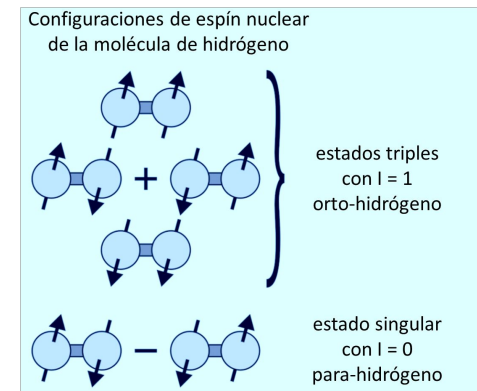 Configuraciones de espín nuclear
de la molécula de hidrógeno
estados triples
con I = 1
orto-hidrógeno
estado singular
con I = 0
para-hidrógeno